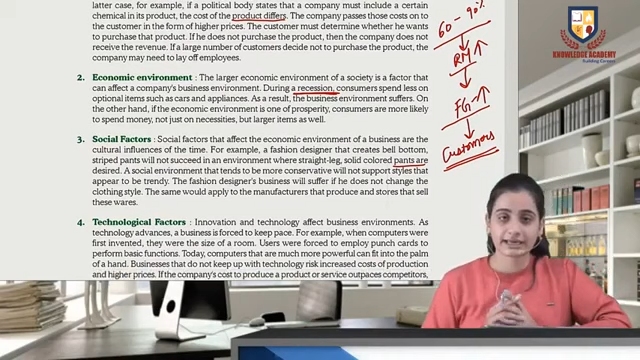 latter case, for example, if a political body states that a company must include a certain
chemical in its product, the cost of the product differs. The company passes those costs on to
the customer in the form of higher prices. The customer must determine whether he wants
to purchase that product. If he does not purchase the product, then the company does not
receive the revenue. If a large number of customers decide not to purchase the product, the
company may need to lay off employees.
2. Economic environment : The larger economic environment of a society is a factor that
can affect a company's business environment. During a recession, consumers spend less on
optional items such as cars and appliances. As a result, the business environment suffers. On
the other hand, if the economic environment is one of prosperity, consumers are more likely
to spend money, not just on necessities, but larger items as well.
3. Social Factors : Social factors that affect the economic environment of a business are the
cultural influences of the time. For example, a fashion designer that creates bell bottom,
striped pants will not succeed in an environment where straight-leg, solid colored pants are
desired. A social environment that tends to be more conservative will not support styles that
appear to be trendy. The fashion designer's business will suffer if he does not change the
clothing style. The same would apply to the manufacturers that produce and stores that sell
these wares.
4. Technological Factors : Innovation and technology affect business environments. As
technology advances, a business is forced to keep pace. For example, when computers were
first invented, they were the size of a room. Users were forced to employ punch cards to
perform basic functions. Today, computers that are much more powerful can fit into the palm
of a hand. Businesses that do not keep up with technology risk increased costs of production
and higher prices. If the company's cost to produce a product or service outpaces competitors,
60 - 90%
RM ↑
FG ↑
Customers
KNOWLEDGE ACADEMY